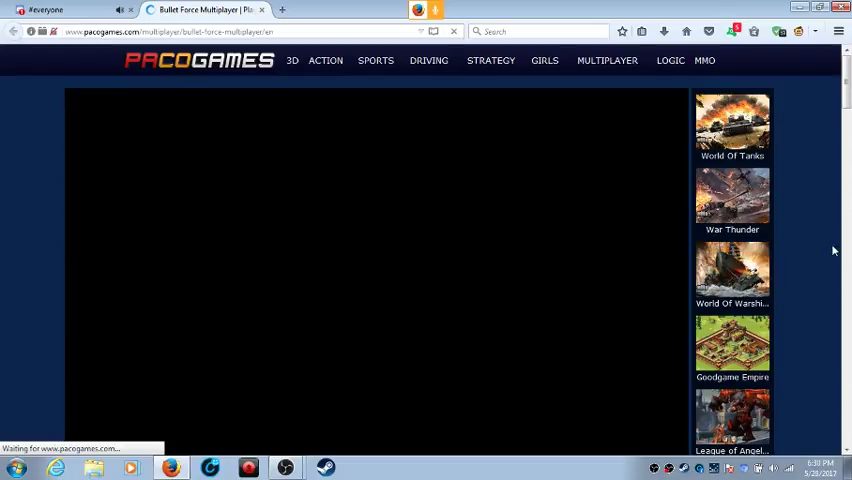 #everyone
Bullet Force Multiplayer | Pla
www.pacogames.com/multiplayer/bullet-force-multiplayer/en
Search
5
PACOGAMES
3D ACTION SPORTS DRIVING STRATEGY GIRLS MULTIPLAYER LOGIC MMO
World Of Tanks
War Thunder
World Of Warshi...
Goodgame Empire
League of Angel...
Waiting for www.pacogames.com...
6:30 PM
5/28/2017